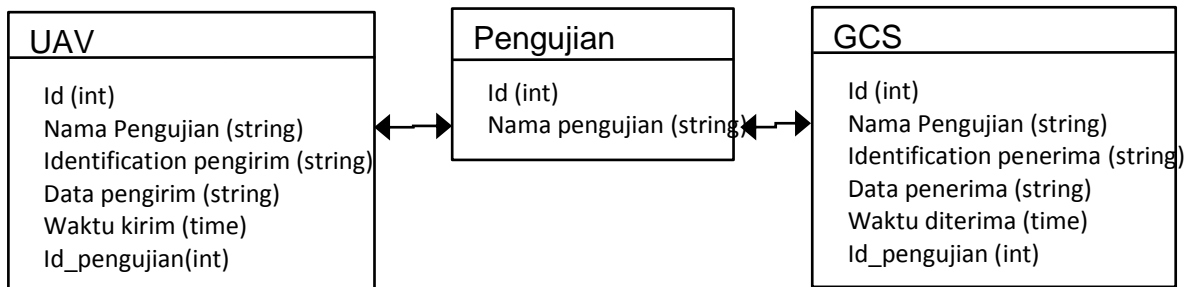 UAV
Id (int)
Nama Pengujian (string)
Identification pengirim (string)
Data pengirim (string)
Waktu kirim (time)
Id_pengujian(int)
Pengujian
Id (int)
Nama pengujian (string)
GCS
Id (int)
Nama Pengujian (string)
Identification penerima (string)
Data penerima (string)
Waktu diterima (time)
Id_pengujian (int)